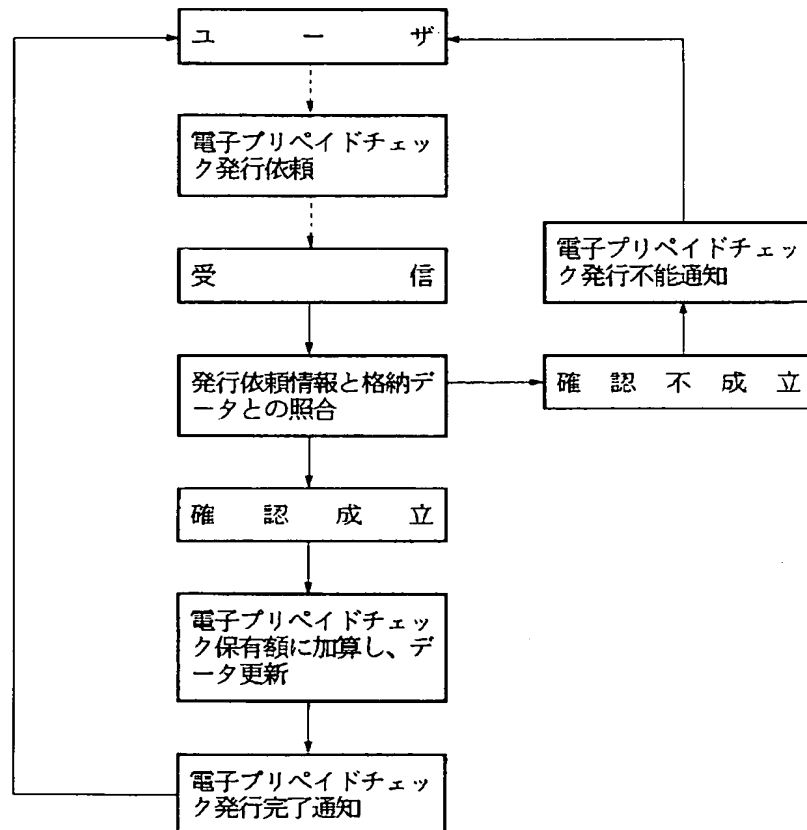 ユーザ
電子プリペイドチェッ
ク発行依頼
受信
発行依頼情報と格納デ
ータとの照合
確認成立
電子プリペイドチェッ
ク保有額に加算し、デ
ータ更新
電子プリペイドチェッ
ク発行完了通知
電子プリペイドチェッ
ク発行不能通知
確認不成立